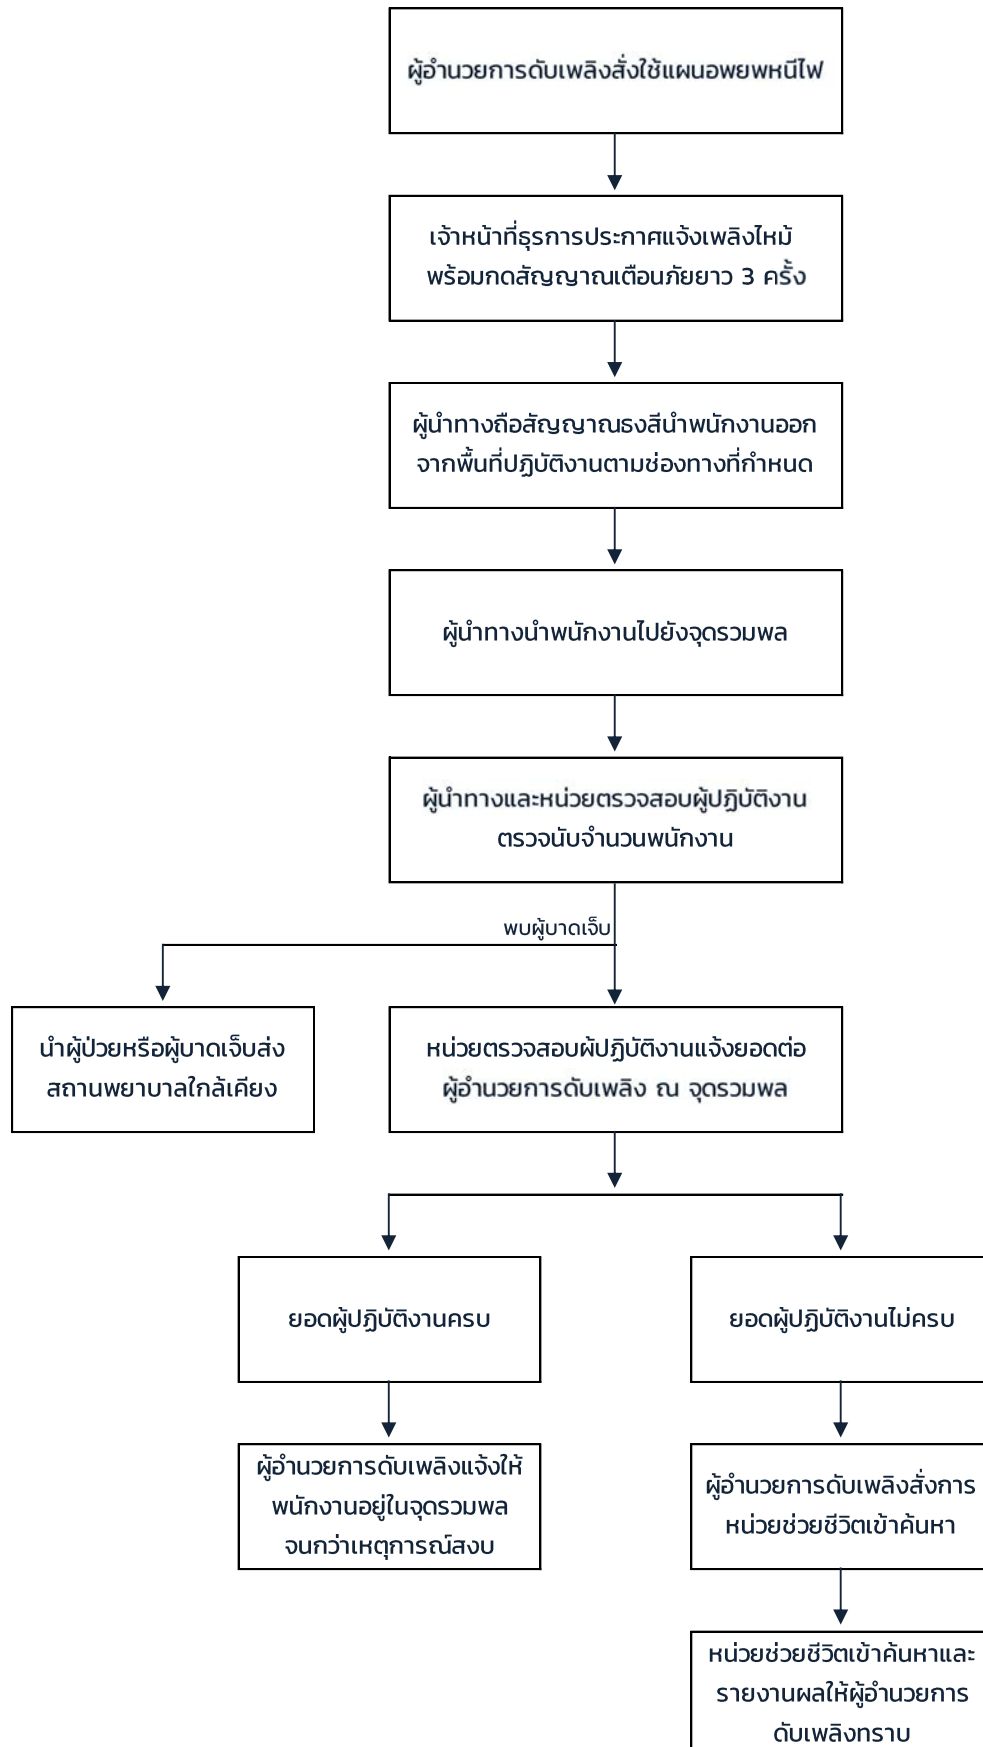 ผู้อำนวยการดับเพลิงสั่งใช้แผนอพยพหนีไฟ
เจ้าหน้าที่ธุรการประกาศแจ้งเพลิงไหม้
พร้อมกดสัญญาณเตือนภัยยาว 3 ครั้ง
ผู้นำทางถือสัญญาณธงสีนำพนักงานออก
จากพื้นที่ปฏิบัติงานตามช่องทางที่กำหนด
ผู้นำทางนำพนักงานไปยังจุดรวมพล
ผู้นำทางและหน่วยตรวจสอบผู้ปฏิบัติงาน
ตรวจนับจำนวนพนักงาน
พบผู้บาดเจ็บ
นำผู้ป่วยหรือผู้บาดเจ็บส่ง
สถานพยาบาลใกล้เคียง
หน่วยตรวจสอบผ้ปฏิบัติงานแจ้งยอดต่อ
ผู้อำนวยการดับเพลิง ณ จุดรวมพล
ยอดผู้ปฏิบัติงานครบ
ยอดผู้ปฏิบัติงานไม่ครบ
ผู้อำนวยการดับเพลิงแจ้งให้
พนักงานอยู่ในจุดรวมพล
จนกว่าเหตุการณ์สงบ
ผู้อำนวยการดับเพลิงสั่งการ
หน่วยช่วยชีวิตเข้าค้นหา
หน่วยช่วยชีวิตเข้าค้นหาและ
รายงานผลให้ผู้อำนวยการ
ดับเพลิงทราบ